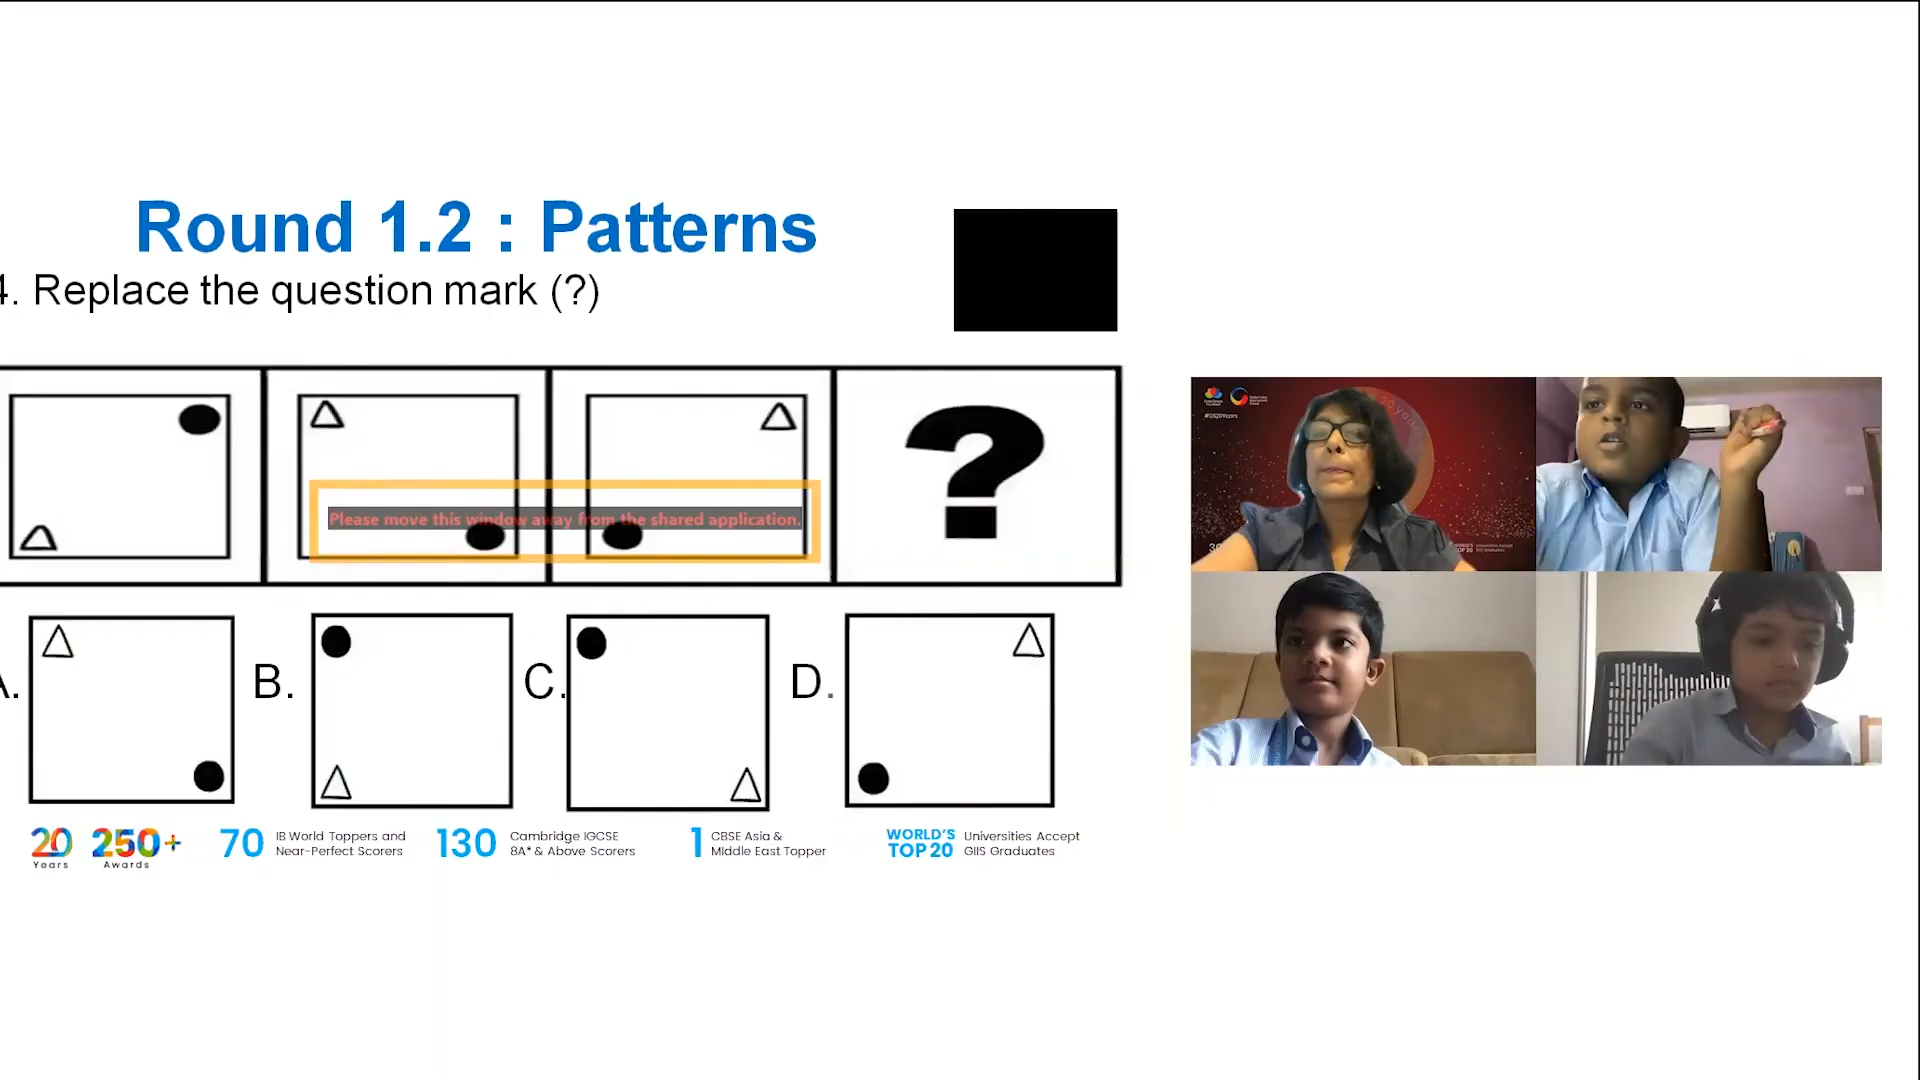 Round 1.2 : Patterns
4. Replace the question mark (?)
?
Please move this window away from the shared application.
A.
B.
C.
D.
20
Years
250+
Awards
70
IB World Toppers and
Near-Perfect Scorers
130
Cambridge IGCSE
8A* & Above Scorers
1
CBSE Asia &
Middle East Topper
WORLD'S
TOP 20
Universities Accept
GIIS Graduates
#GIS20Years